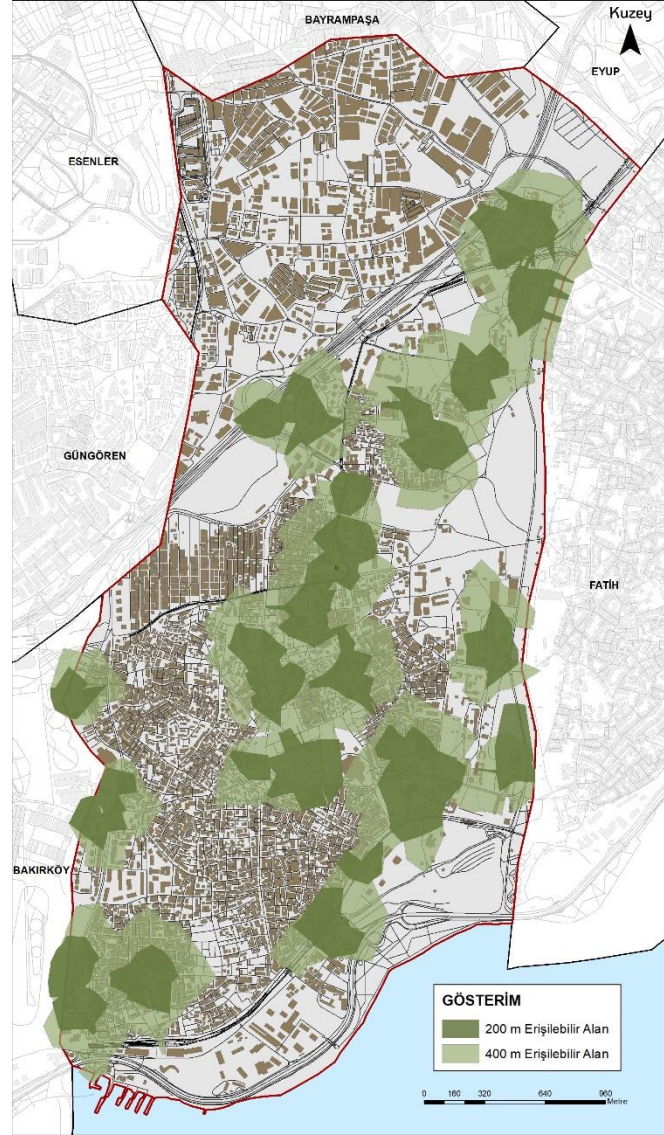 BAYRAMPAŞA
Kuzey
EYUP
ESENLER
GÜNGÖREN
FATİH
BAKIRKÖY
GÖSTERİM
200 m Erişilebilir Alan
400 m Erişilebilir Alan
0 160 320 640 960
Metre